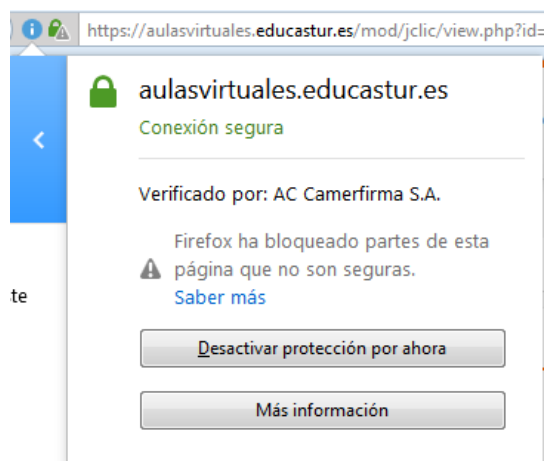 https://aulasvirtuales.educastur.es/mod/jclic/view.php?id=
aulasvirtuales.educastur.es
Conexión segura
Verificado por: AC Camerfirma S.A.
Firefox ha bloqueado partes de esta
página que no son seguras.
te
Saber más
Desactivar protección por ahora
Más información